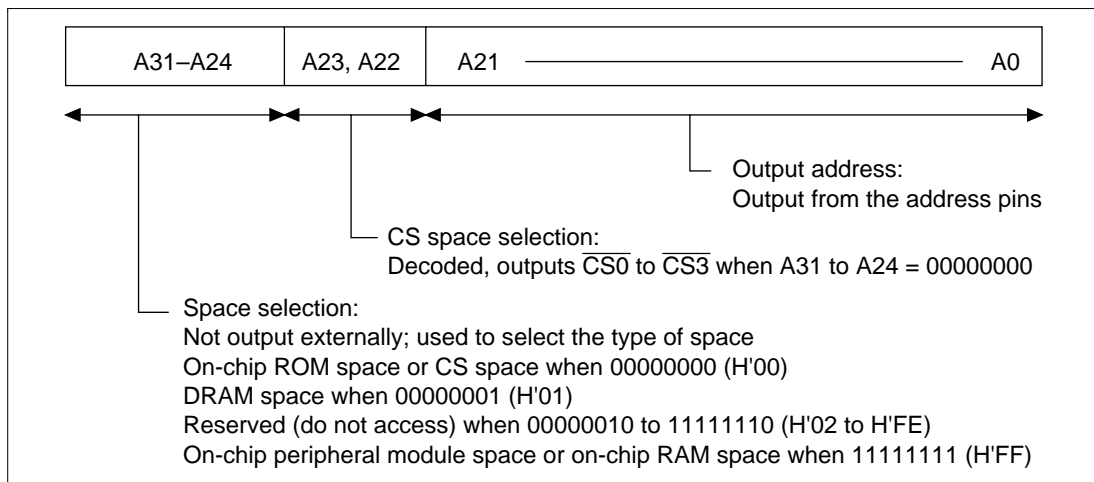 A31–A24 A23, A22 A21 A0
Output address:
Output from the address pins
CS space selection:
Decoded, outputs C̅S̅0̅ to C̅S̅3̅ when A31 to A24 = 00000000
Space selection:
Not output externally; used to select the type of space
On-chip ROM space or CS space when 00000000 (H'00)
DRAM space when 00000001 (H'01)
Reserved (do not access) when 00000010 to 11111110 (H'02 to H'FE)
On-chip peripheral module space or on-chip RAM space when 11111111 (H'FF)